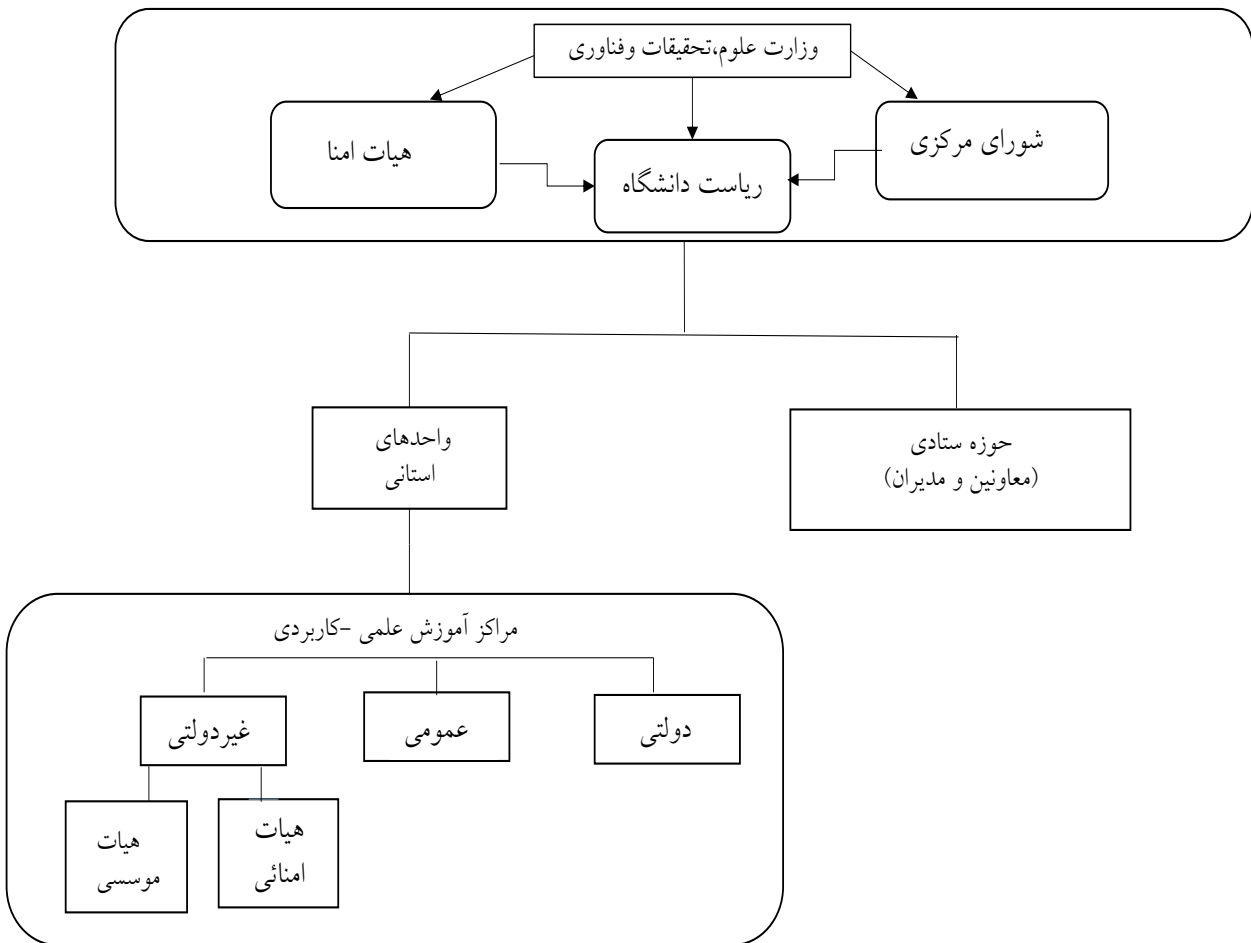 وزارت علوم،تحقیقات وفناوری
شورای مرکزی
هیات امنا
ریاست دانشگاه
حوزه ستادی
(معاونین و مدیران)
واحدهای
استانی
مراکز آموزش علمی –کاربردی
دولتی
عمومی
غیردولتی
هیات
امنائی
هیات
موسسی